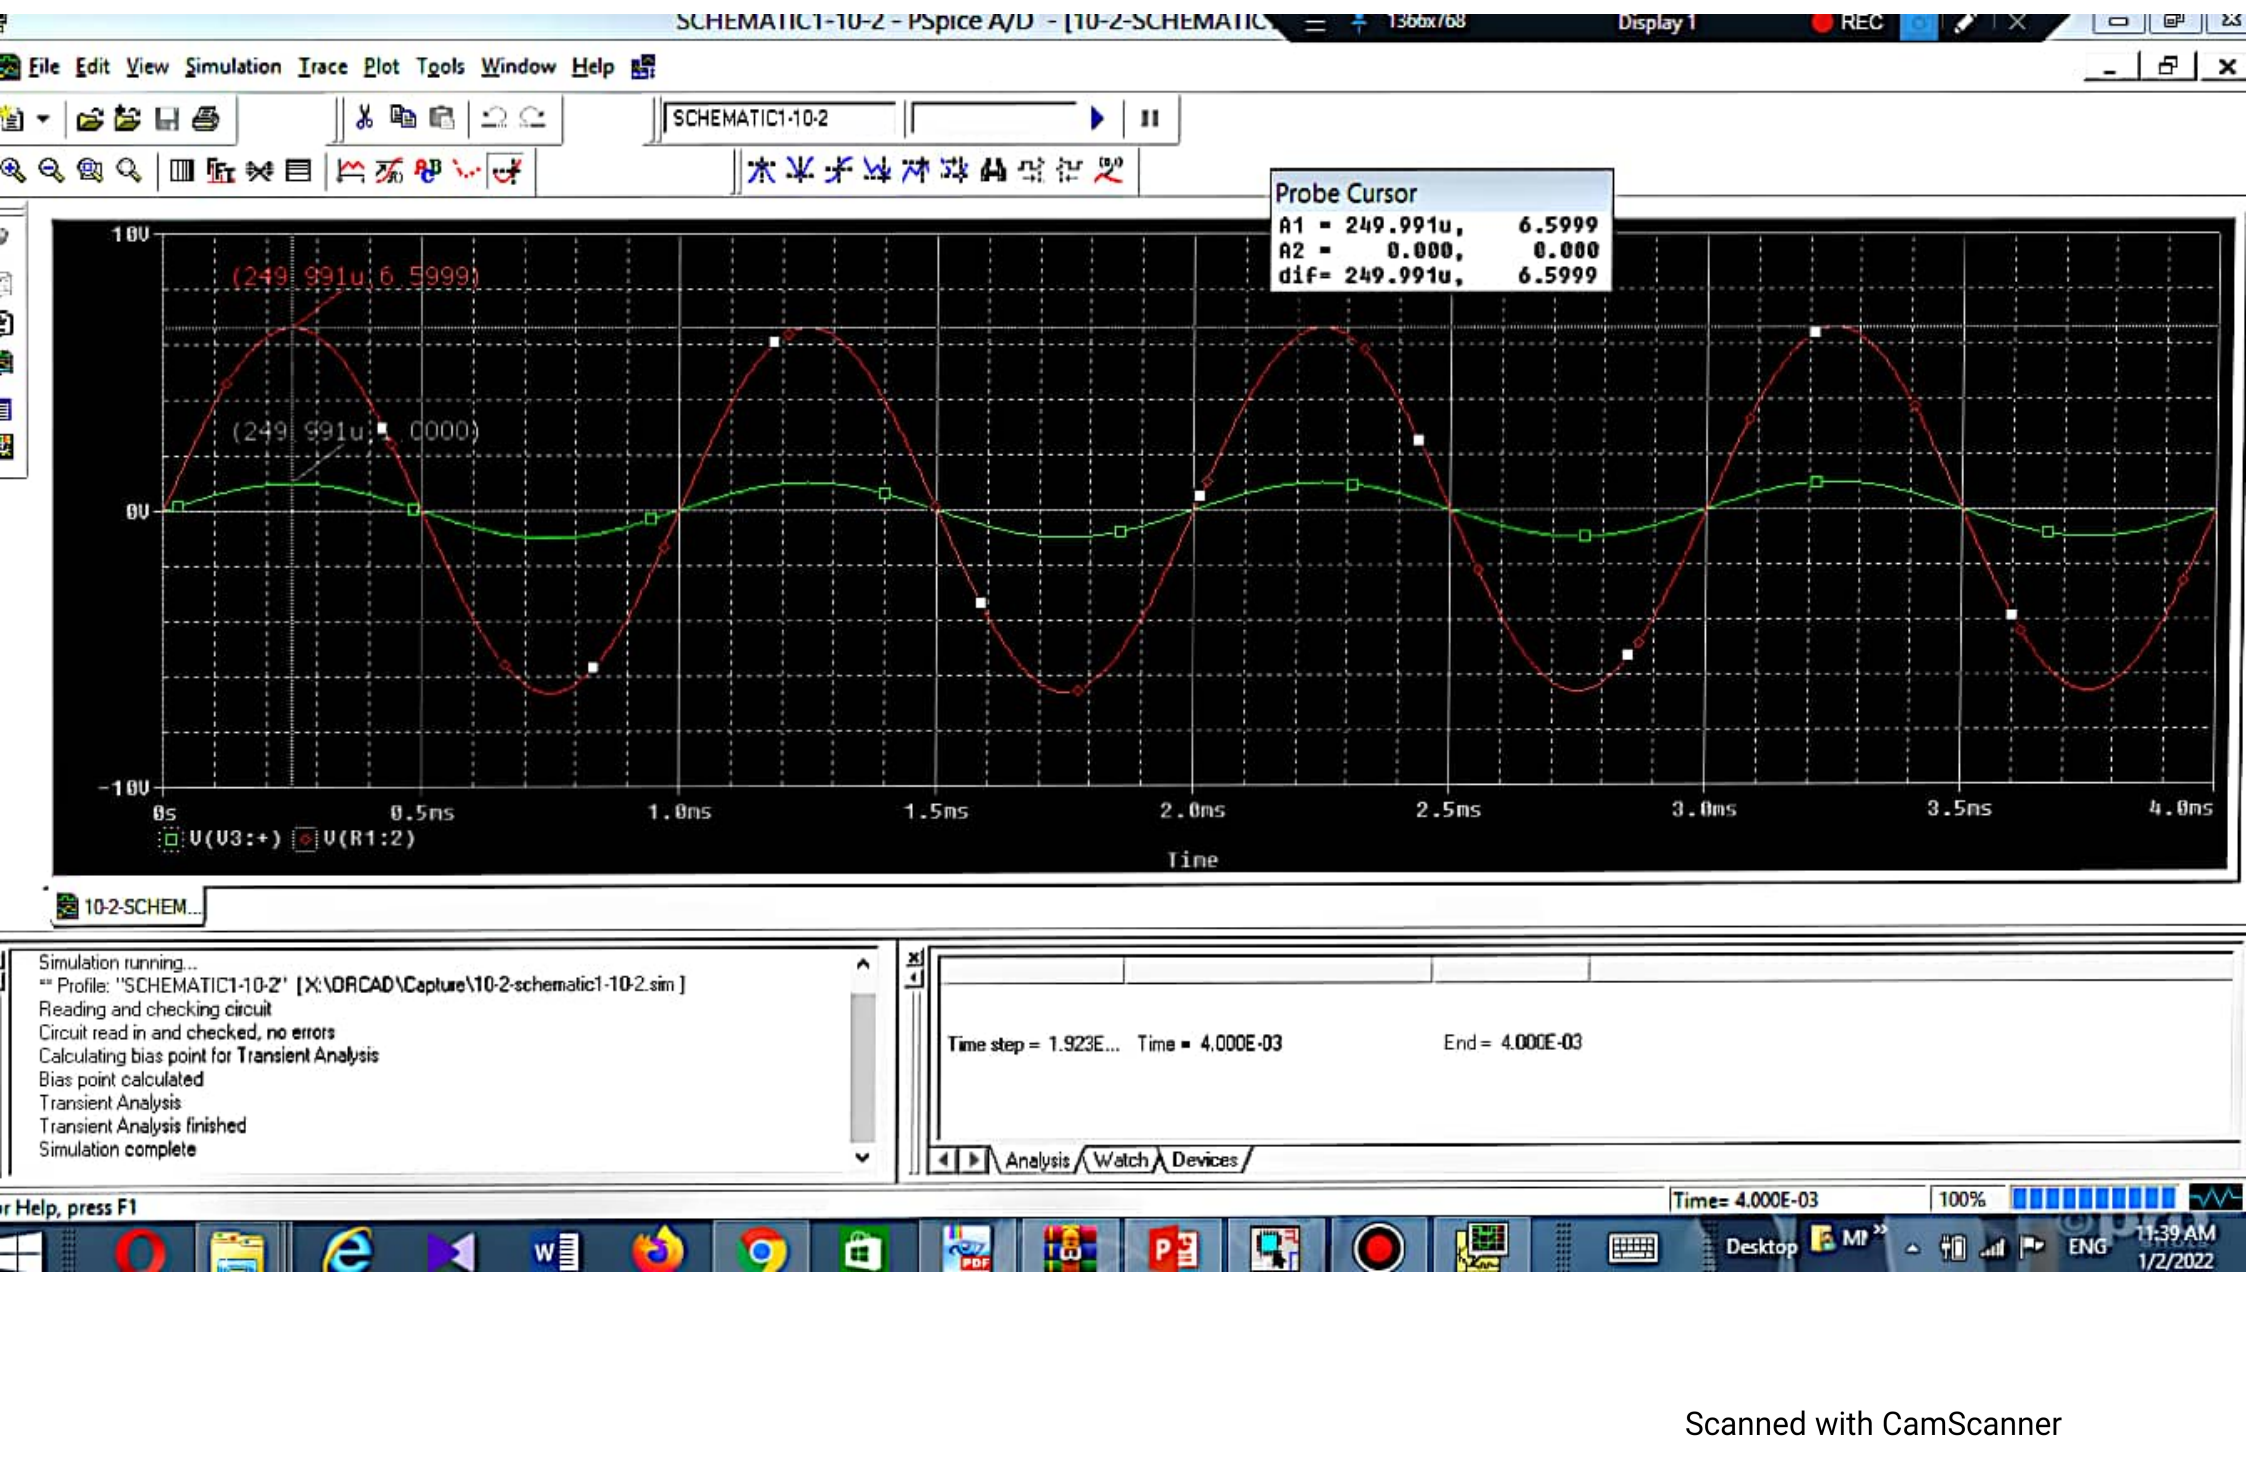 SCHEMATIC1-10-2 - PSpice A/D - [10-2-SCHEMATIC
1366x768
Display 1
REC
File Edit View Simulation Trace Plot Tools Window Help
SCHEMATIC1-10-2
Probe Cursor
A1 = 249.991u, 6.5999
A2 = 0.000, 0.000
dif= 249.991u, 6.5999
10V
(249.991u,6.5999)
(249.991u, .0000)
0V
-10V
0s 0.5ms 1.0ms 1.5ms 2.0ms 2.5ms 3.0ms 3.5ms 4.0ms
V(V3:+) V(R1:2)
Time
10-2-SCHEM...
Simulation running...
** Profile: "SCHEMATIC1-10-2" [ X:\ORCAD\Capture\10-2-schematic1-10-2.sim ]
Reading and checking circuit
Circuit read in and checked, no errors
Calculating bias point for Transient Analysis
Bias point calculated
Transient Analysis
Transient Analysis finished
Simulation complete
Time step = 1.923E... Time = 4.000E-03 End = 4.000E-03
Analysis Watch Devices
r Help, press F1
Time= 4.000E-03 100%
Desktop
ENG
11:39 AM
1/2/2022
Scanned with CamScanner